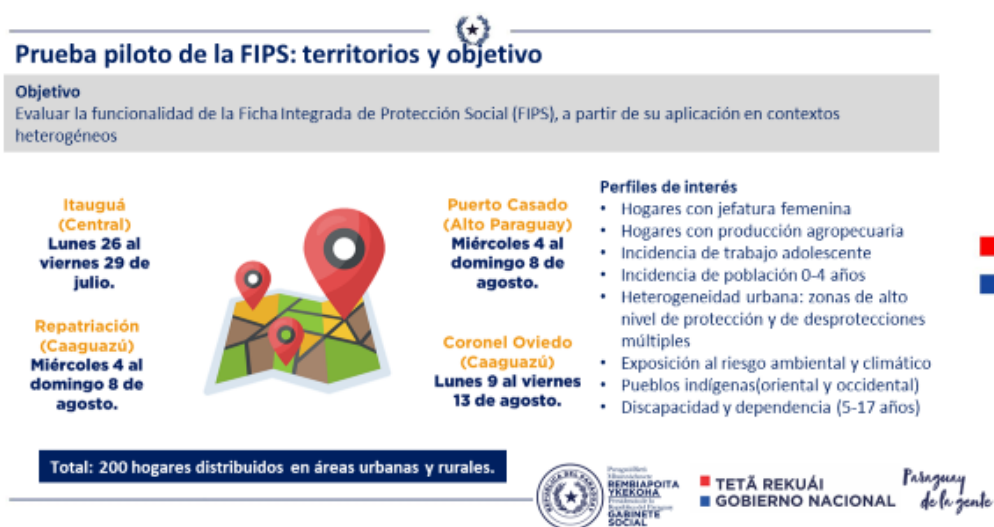 Prueba piloto de la FIPS: territorios y objetivo
Objetivo
Evaluar la funcionalidad de la Ficha Integrada de Protección Social (FIPS), a partir de su aplicación en contextos
heterogéneos
Itauguá
(Central)
Lunes 26 al
viernes 29 de
julio.
Repatriación
(Caaguazú)
Miércoles 4 al
domingo 8 de
agosto.
Puerto Casado
(Alto Paraguay)
Miércoles 4 al
domingo 8 de
agosto.
Coronel Oviedo
(Caaguazú)
Lunes 9 al viernes
13 de agosto.
Perfiles de interés
• Hogares con jefatura femenina
• Hogares con producción agropecuaria
• Incidencia de trabajo adolescente
• Incidencia de población 0-4 años
• Heterogeneidad urbana: zonas de alto
nivel de protección y de desprotecciones
múltiples
• Exposición al riesgo ambiental y climático
• Pueblos indígenas(oriental y occidental)
• Discapacidad y dependencia (5-17 años)
Total: 200 hogares distribuidos en áreas urbanas y rurales.
REMBIAPOITA
YKEKOHA
GABINETE
SOCIAL
TETÃ REKUÁI
GOBIERNO NACIONAL
Paraguay
de la gente